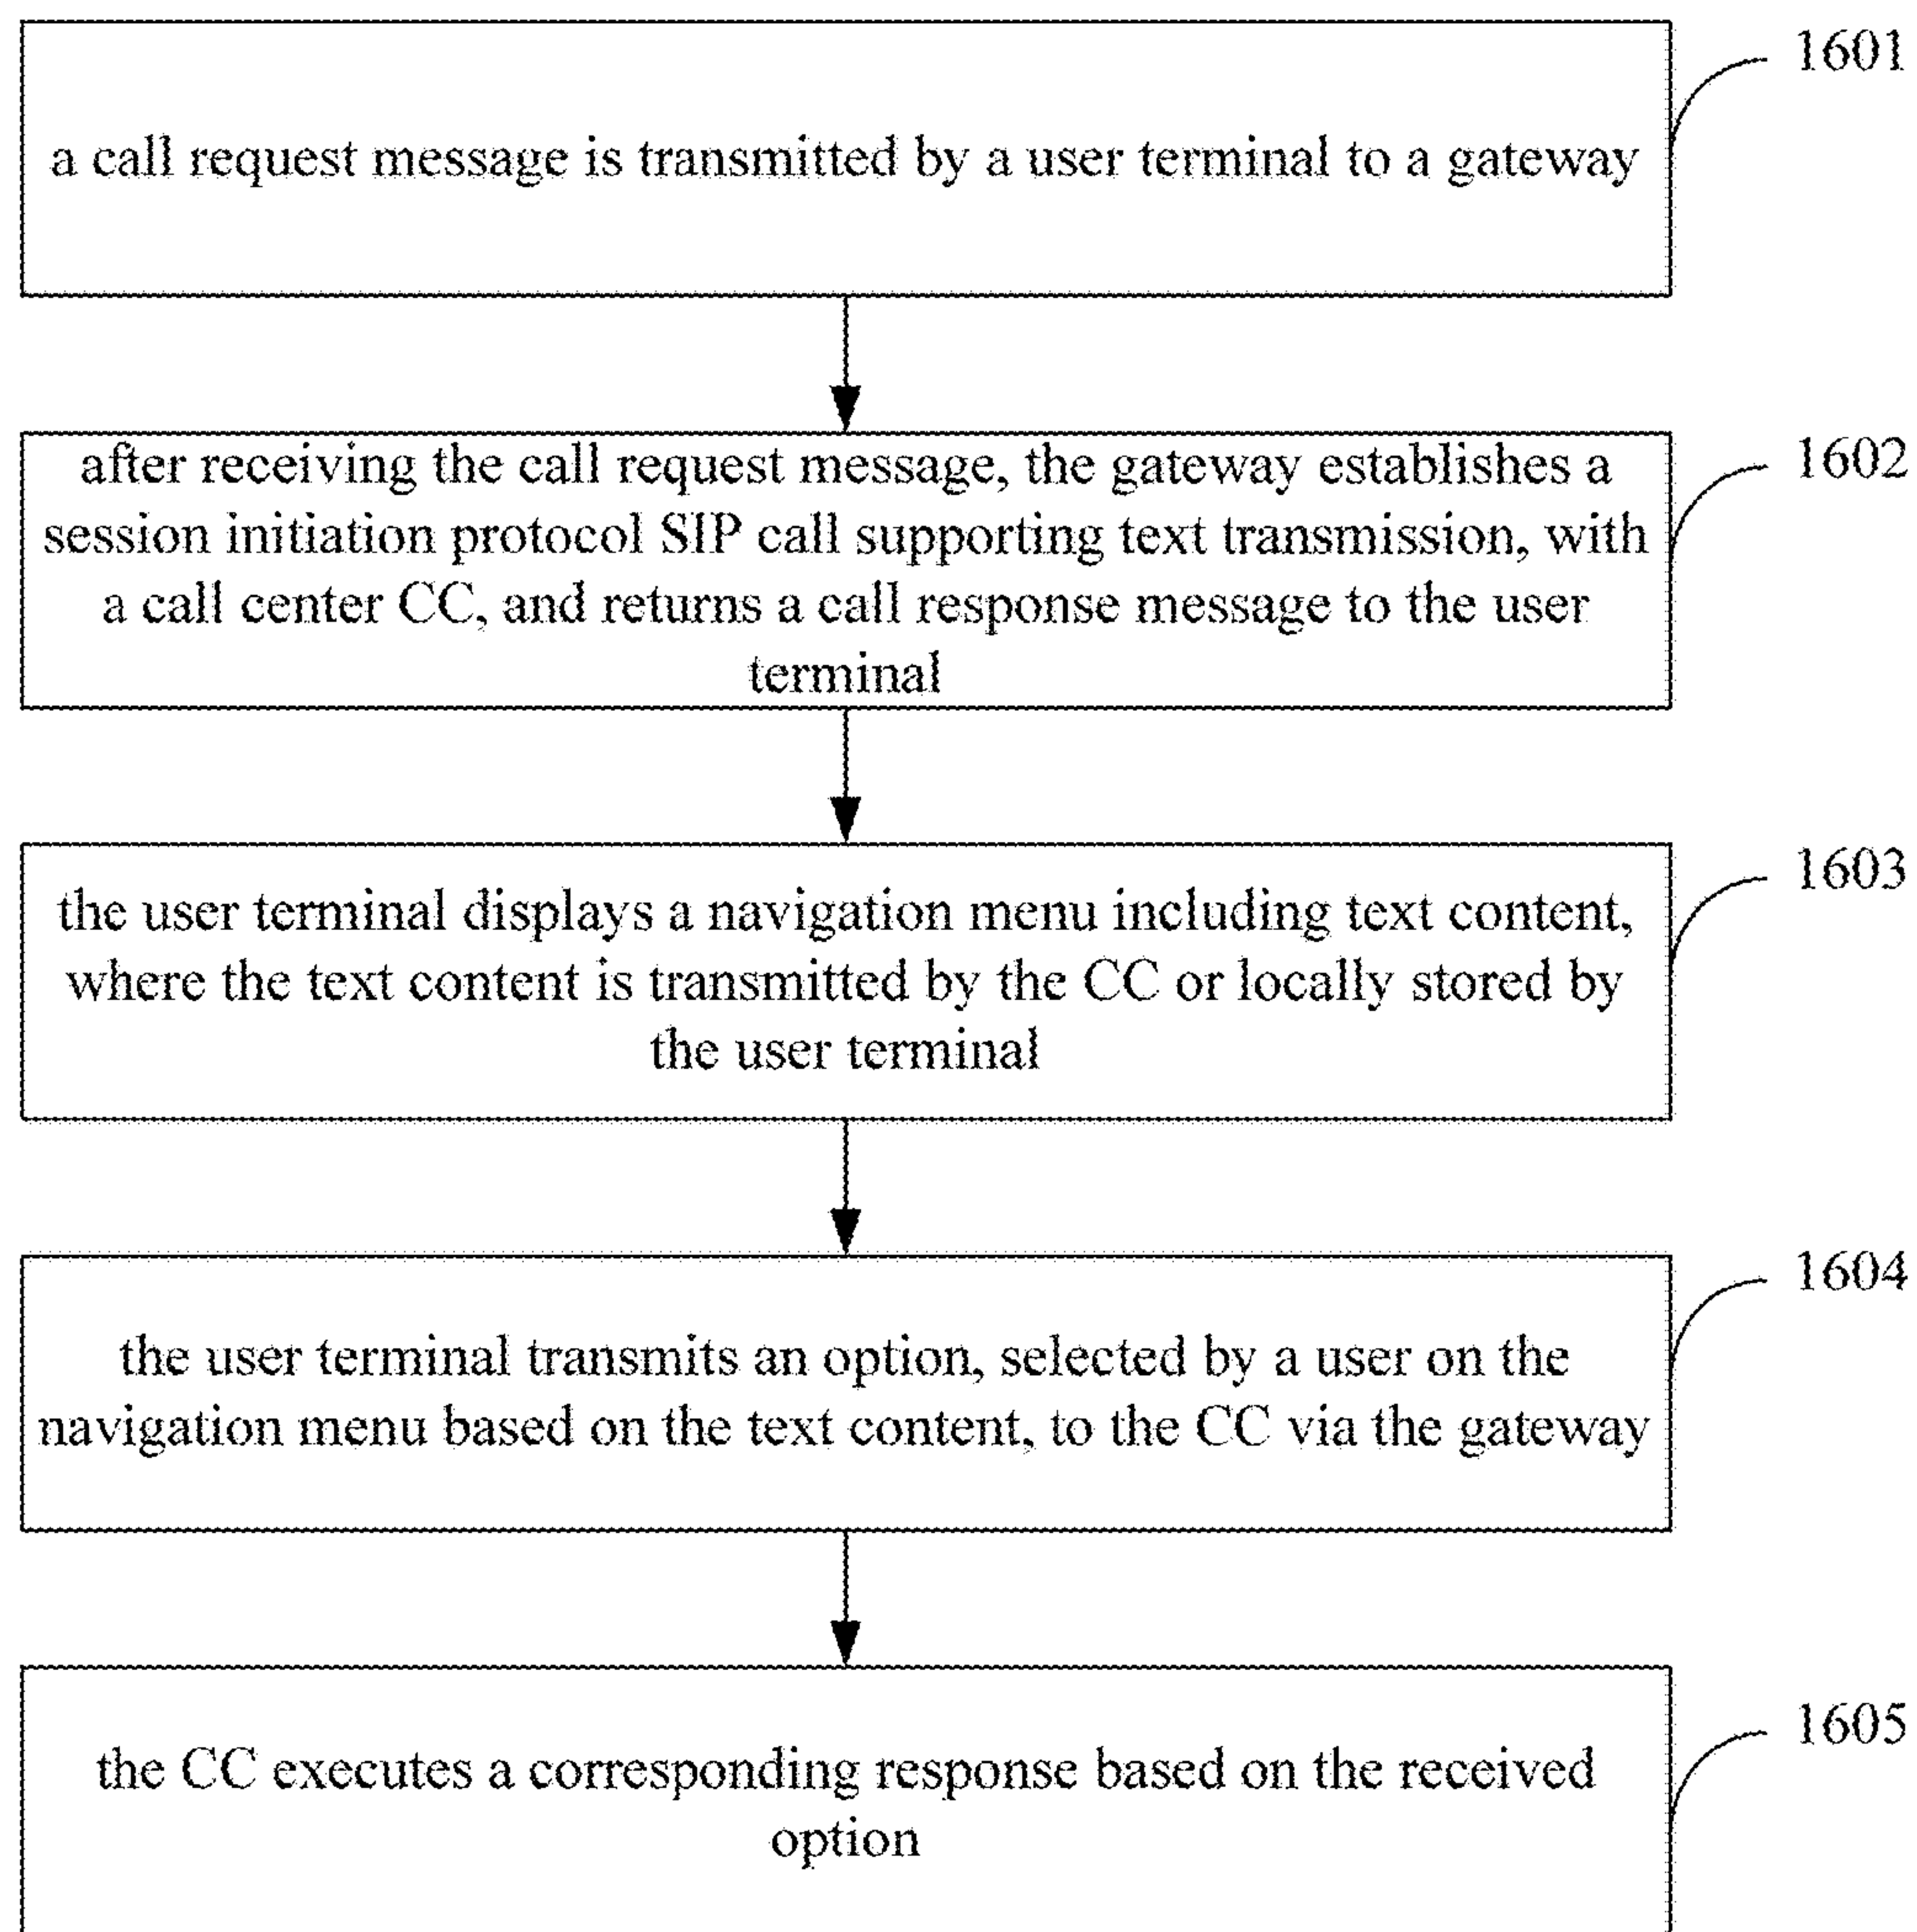 1601
a call request message is transmitted by a user terminal to a gateway
1602
after receiving the call request message, the gateway establishes a
session initiation protocol SIP call supporting text transmission, with
a call center CC, and returns a call response message to the user
terminal
1603
the user terminal displays a navigation menu including text content,
where the text content is transmitted by the CC or locally stored by
the user terminal
1604
the user terminal transmits an option, selected by a user on the
navigation menu based on the text content, to the CC via the gateway
1605
the CC executes a corresponding response based on the received
option